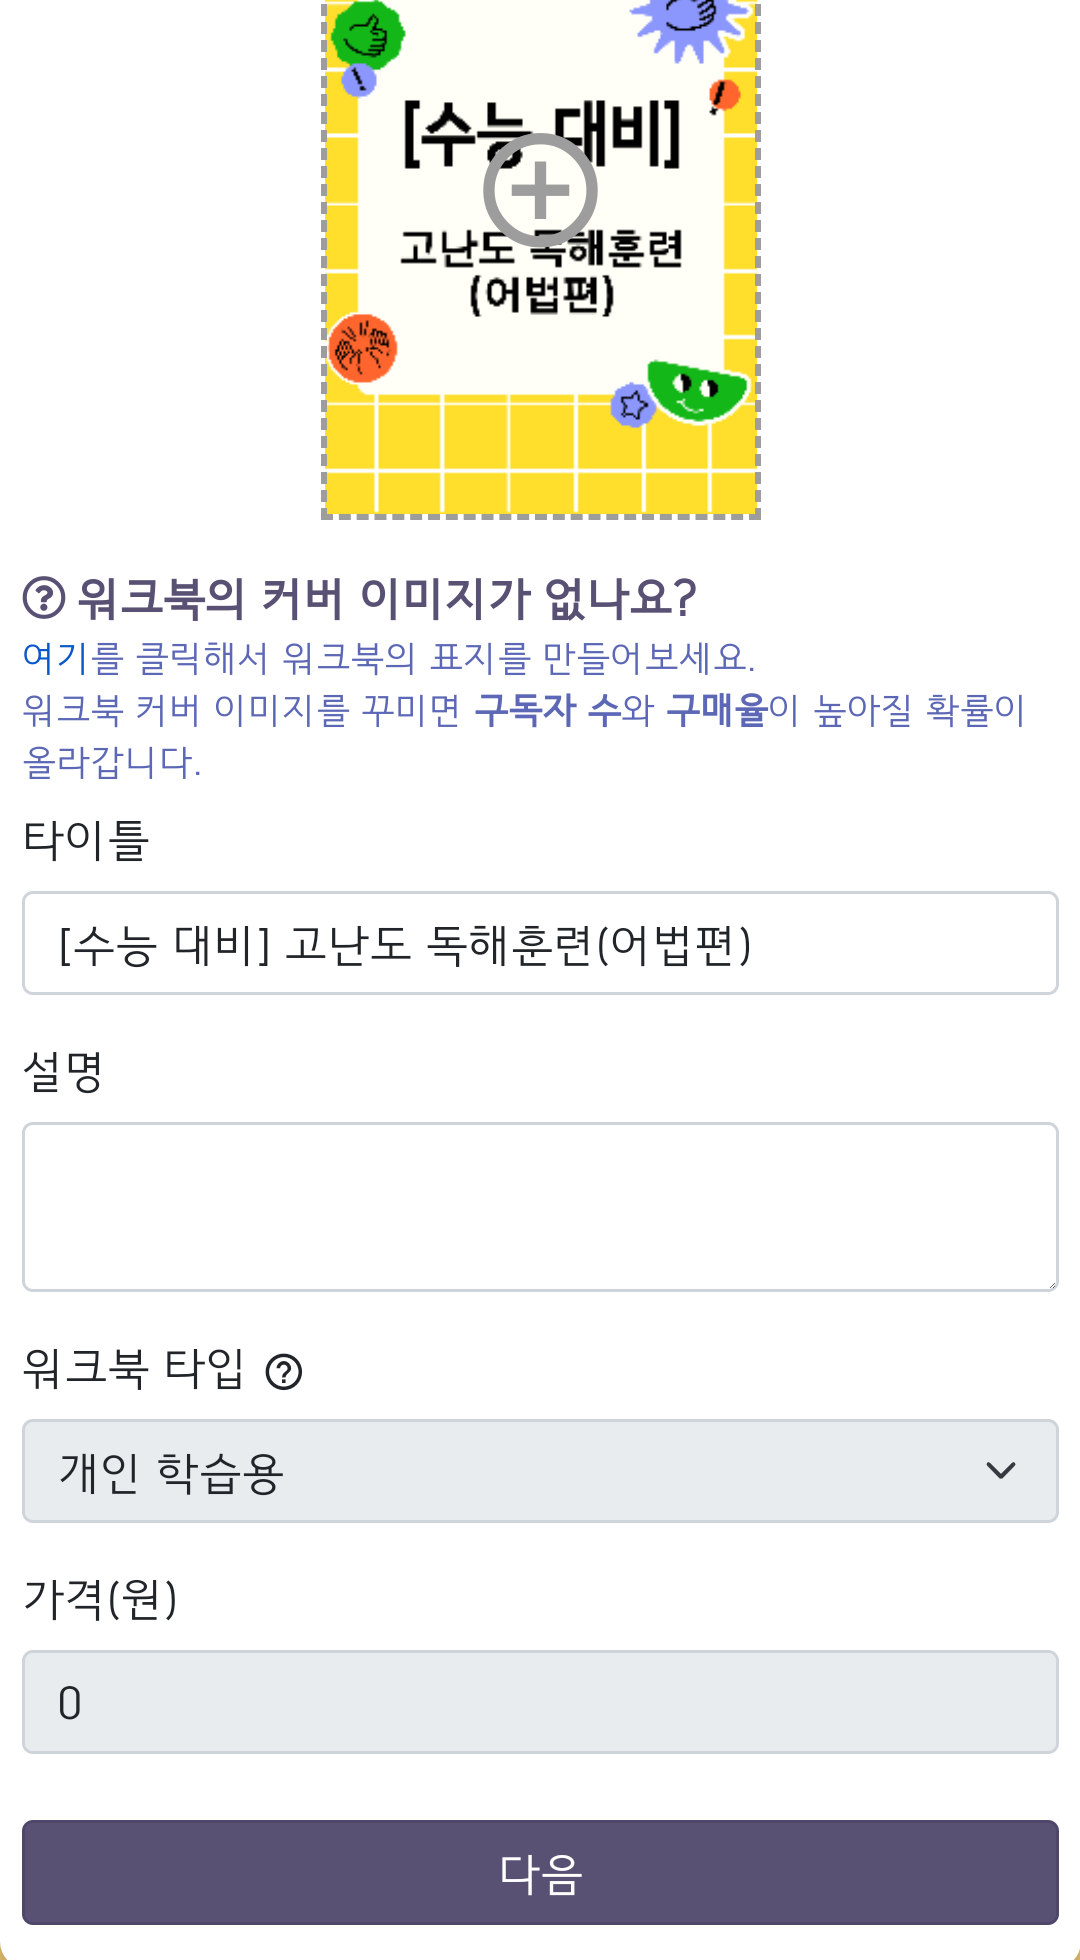 [수능 대비]
고난도 독해훈련
(어법편)
워크북의 커버 이미지가 없나요?
여기를 클릭해서 워크북의 표지를 만들어보세요.
워크북 커버 이미지를 꾸미면 구독자 수와 구매율이 높아질 확률이
올라갑니다.
타이틀
[수능 대비] 고난도 독해훈련(어법편)
설명
워크북 타입
개인 학습용
가격(원)
0
다음